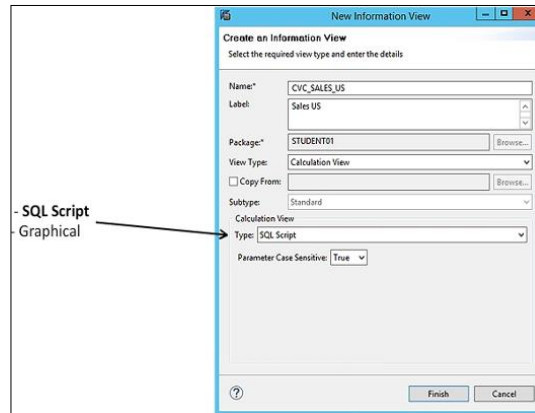 New Information View
Create an Information View
Select the required view type and enter the details
Name:* CVC_SALES_US
Label: Sales US
Package:* STUDENT01 Browse...
View Type: Calculation View
Copy From: Browse...
Subtype: Standard
Calculation View
Type: SQL Script
Parameter Case Sensitive: True
- SQL Script
- Graphical
Finish Cancel